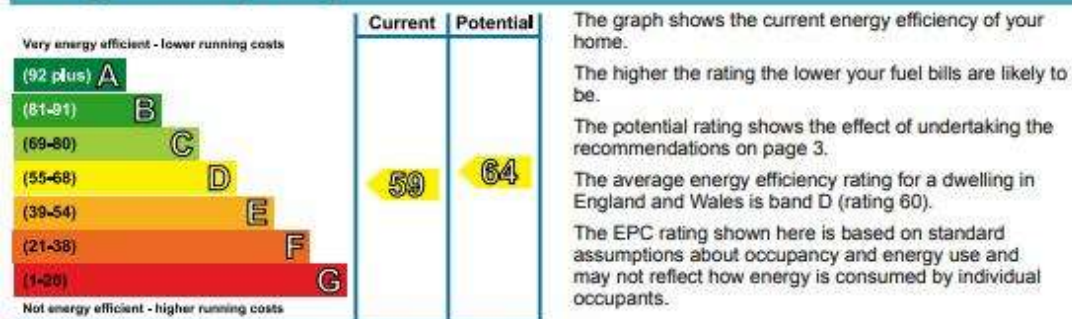 Current Potential
Very energy efficient - lower running costs
(92 plus) A
(81-91) B
(69-80) C
(55-68) D
(39-54) E
(21-38) F
(1-20) G
59
64
Not energy efficient - higher running costs
The graph shows the current energy efficiency of your
home.
The higher the rating the lower your fuel bills are likely to
be.
The potential rating shows the effect of undertaking the
recommendations on page 3.
The average energy efficiency rating for a dwelling in
England and Wales is band D (rating 60).
The EPC rating shown here is based on standard
assumptions about occupancy and energy use and
may not reflect how energy is consumed by individual
occupants.